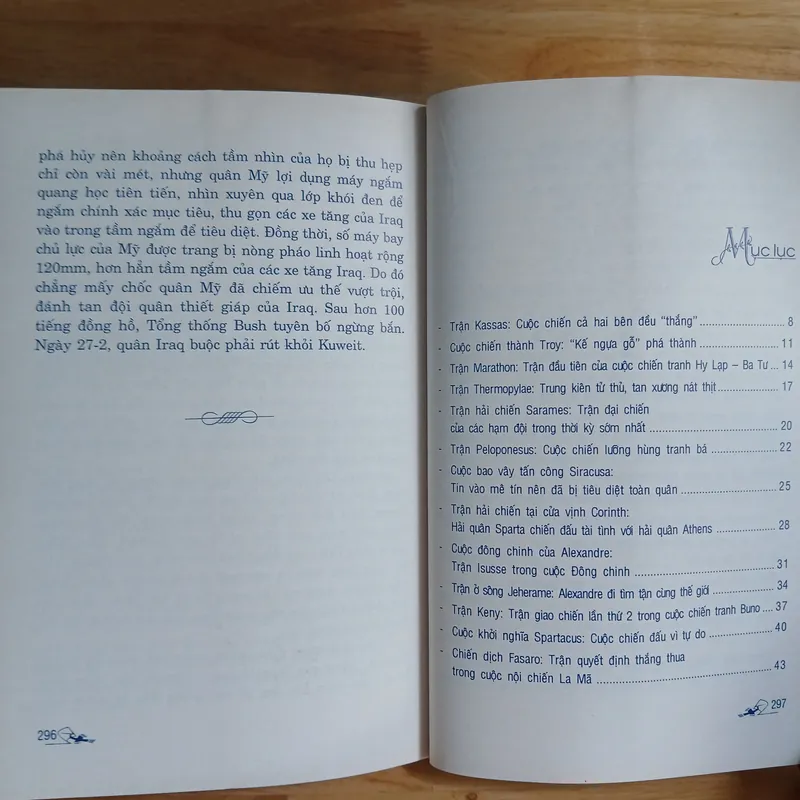 phá hủy nên khoảng cách tầm nhìn của họ bị thu hẹp
chỉ còn vài mét, nhưng quân Mỹ lợi dụng máy ngắm
quang học tiên tiến, nhìn xuyên qua lớp khói đen để
ngắm chính xác mục tiêu, thu gọn các xe tăng của Iraq
vào trong tầm ngắm để tiêu diệt. Đồng thời, số máy bay
chủ lực của Mỹ được trang bị nòng pháo linh hoạt rộng
120mm, hơn hẳn tầm ngắm của các xe tăng Iraq. Do đó
chẳng mấy chốc quân Mỹ đã chiếm ưu thế vượt trội,
đánh tan đội quân thiết giáp của Iraq. Sau hơn 100
tiếng đồng hồ, Tổng thống Bush tuyên bố ngừng bắn.
Ngày 27-2, quân Iraq buộc phải rút khỏi Kuwait.
296
Mục lục
- Trận Kassas: Cuộc chiến cả hai bên đều “thắng” 8
- Cuộc chiến thành Troy: “Kế ngựa gỗ” phá thành 11
- Trận Marathon: Trận đầu tiên của cuộc chiến tranh Hy Lạp – Ba Tư ... 14
- Trận Thermopylae: Trung kiên tử thủ, tan xương nát thịt 17
- Trận hải chiến Sarames: Trận đại chiến
của các hạm đội trong thời kỳ sớm nhất 20
- Trận Peloponesus: Cuộc chiến lưỡng hùng tranh bá 22
- Cuộc bao vây tấn công Siracusa:
Tin vào mê tín nên đã bị tiêu diệt toàn quân 25
- Trận hải chiến tại cửa vịnh Corinth:
Hải quân Sparta chiến đấu tài tình với hải quân Athens 28
- Cuộc đông chinh của Alexandre:
Trận Isusse trong cuộc Đông chinh 31
- Trận ở sông Jeherame: Alexandre đi tìm tận cùng thế giới 34
- Trận Keny: Trận giao chiến lần thứ 2 trong cuộc chiến tranh Buno 37
- Cuộc khởi nghĩa Spartacus: Cuộc chiến đấu vì tự do 40
- Chiến dịch Fasaro: Trận quyết định thắng thua
trong cuộc nội chiến La Mã 43
297